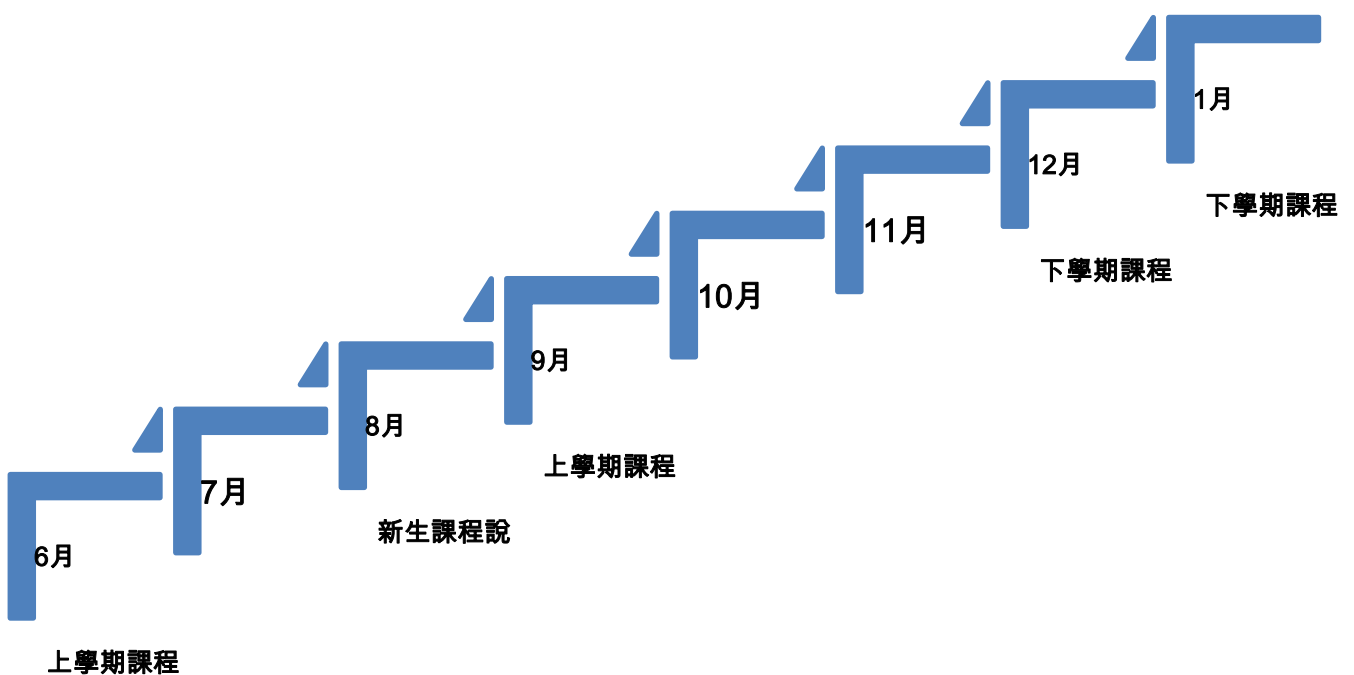 6月
上學期課程
7月
8月
新生課程說
9月
上學期課程
10月
11月
12月
下學期課程
1月
下學期課程